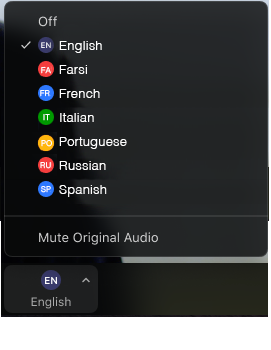 Off
EN English
FA Farsi
FR French
IT Italian
PO Portuguese
RU Russian
SP Spanish
Mute Original Audio
EN
English